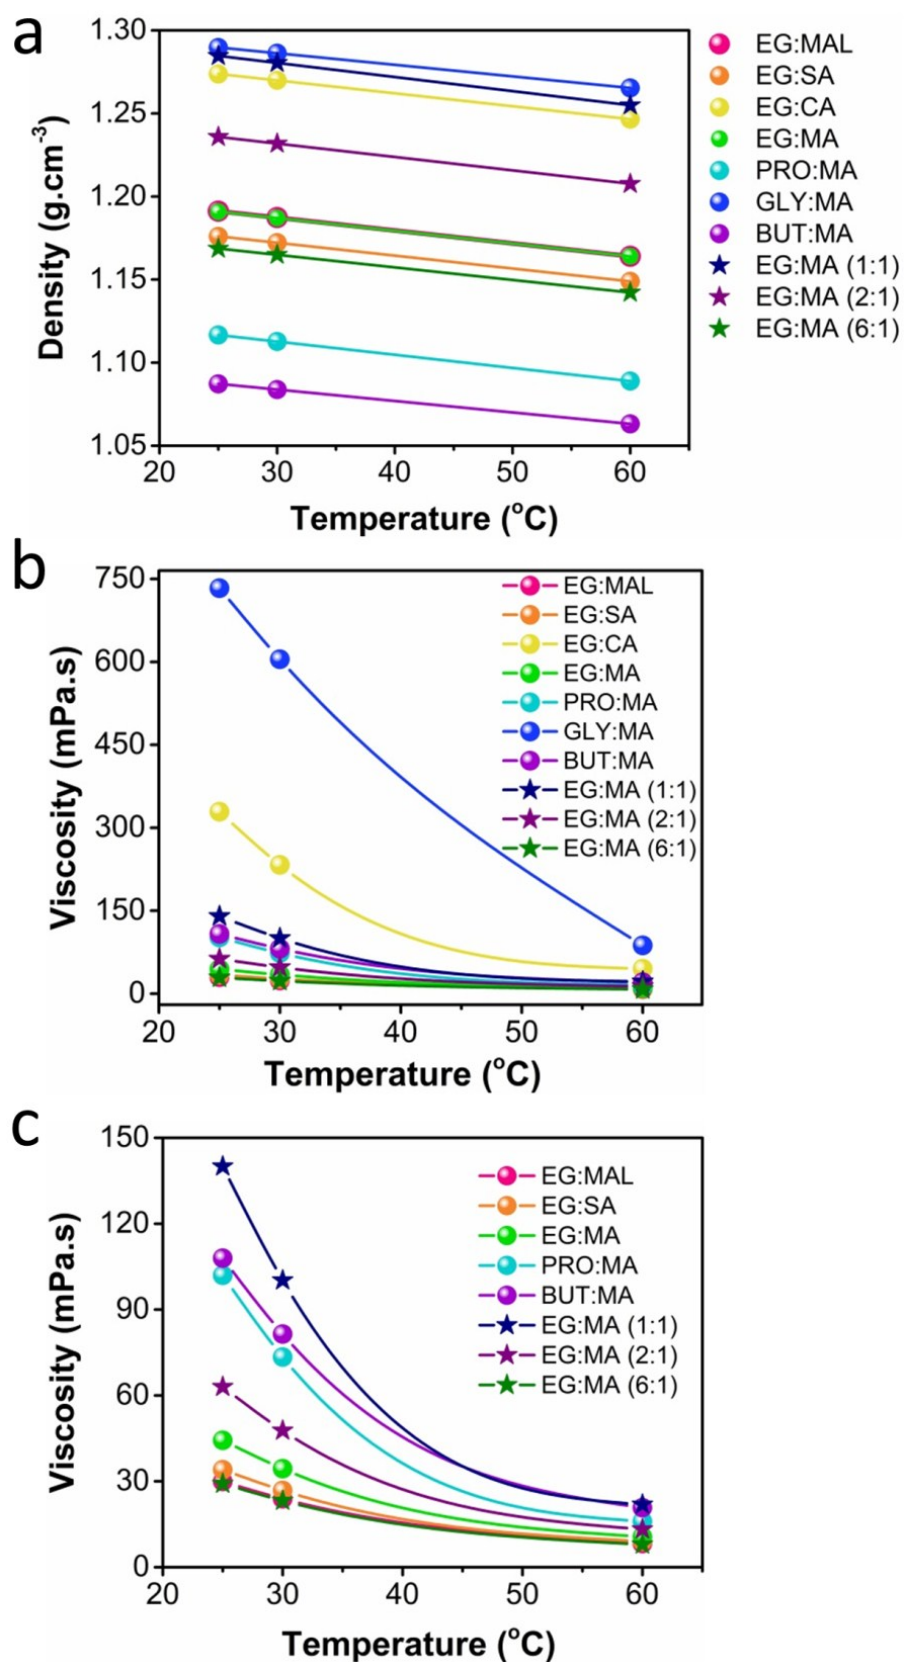 a
1.30
1.25
1.20
1.15
1.10
1.05
Density (g.cm-3)
20 30 40 50 60
Temperature (oC)
EG:MAL
EG:SA
EG:CA
EG:MA
PRO:MA
GLY:MA
BUT:MA
EG:MA (1:1)
EG:MA (2:1)
EG:MA (6:1)
b
750
600
450
300
150
0
Viscosity (mPa.s)
20 30 40 50 60
Temperature (oC)
EG:MAL
EG:SA
EG:CA
EG:MA
PRO:MA
GLY:MA
BUT:MA
EG:MA (1:1)
EG:MA (2:1)
EG:MA (6:1)
c
150
120
90
60
30
0
Viscosity (mPa.s)
20 30 40 50 60
Temperature (oC)
EG:MAL
EG:SA
EG:MA
PRO:MA
BUT:MA
EG:MA (1:1)
EG:MA (2:1)
EG:MA (6:1)